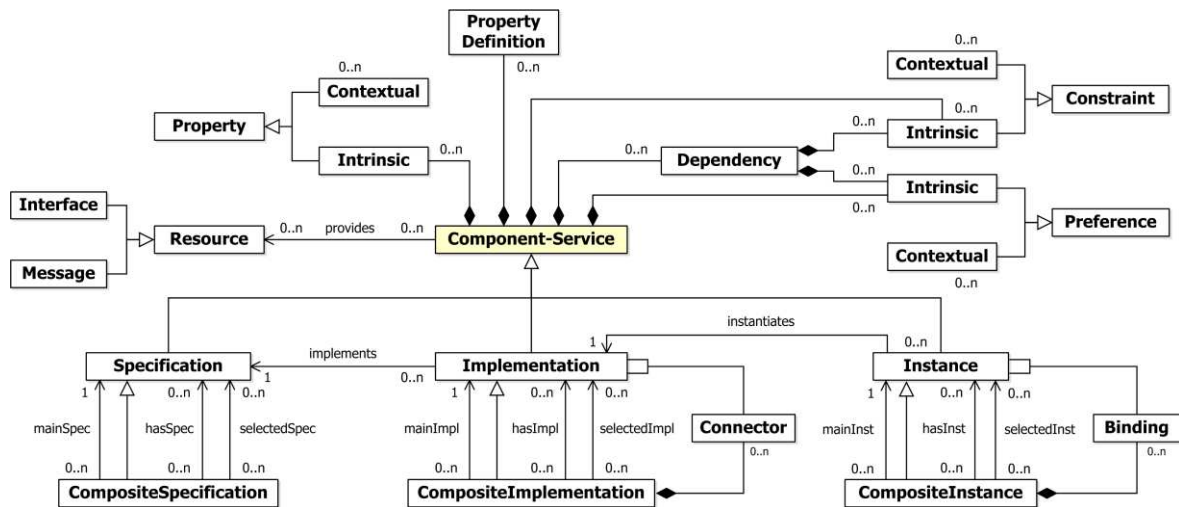 Property
Definition
0..n
0..n
Contextual
Property
0..n
Intrinsic
0..n
Contextual
Constraint
0..n
Intrinsic
0..n
0..n
Dependency
Intrinsic
0..n
Preference
Contextual
0..n
Interface
Resource
Message
0..n
provides
0..n
Component-Service
instantiates
1
0..n
Specification
implements
1
0..n
Implementation
Instance
1
0..n
0..n
mainSpec
hasSpec
selectedSpec
0..n
0..n
0..n
CompositeSpecification
1
0..n
0..n
mainImpl
hasImpl
selectedImpl
0..n
0..n
0..n
CompositeImplementation
Connector
0..n
1
0..n
0..n
mainInst
hasInst
selectedInst
0..n
0..n
0..n
CompositeInstance
Binding
0..n